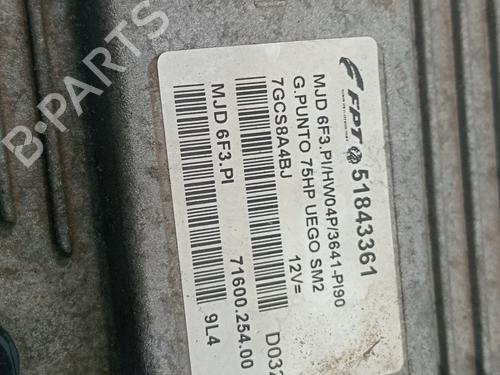 B-PARTS
FPT 51843361
MJD 6F3.PI/HW04P/3641-PI90
G.PUNTO 75HP UEGO SM2
7GCS8A4BJ 12V=
MJD 6F3.PI 71600.254.00 D032
9L4